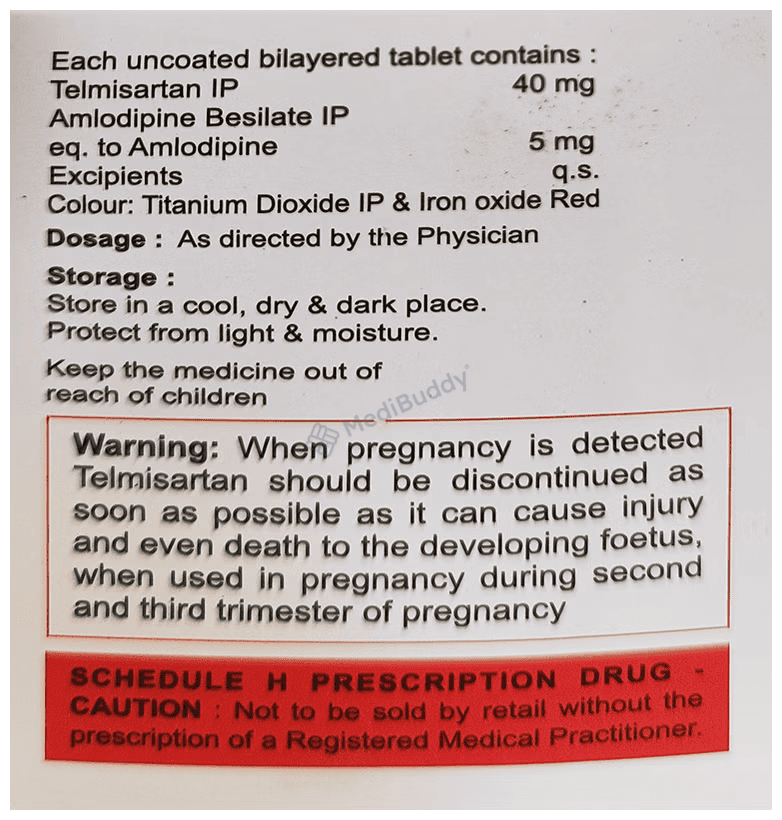 Each uncoated bilayered tablet contains :
Telmisartan IP 40 mg
Amlodipine Besilate IP
eq. to Amlodipine 5 mg
Excipients q.s.
Colour: Titanium Dioxide IP & Iron oxide Red
Dosage : As directed by the Physician
Storage :
Store in a cool, dry & dark place.
Protect from light & moisture.
Keep the medicine out of
reach of children
MediBuddy
Warning: When pregnancy is detected
Telmisartan should be discontinued as
soon as possible as it can cause injury
and even death to the developing foetus,
when used in pregnancy during second
and third trimester of pregnancy
SCHEDULE H PRESCRIPTION DRUG -
CAUTION : Not to be sold by retail without the
prescription of a Registered Medical Practitioner.